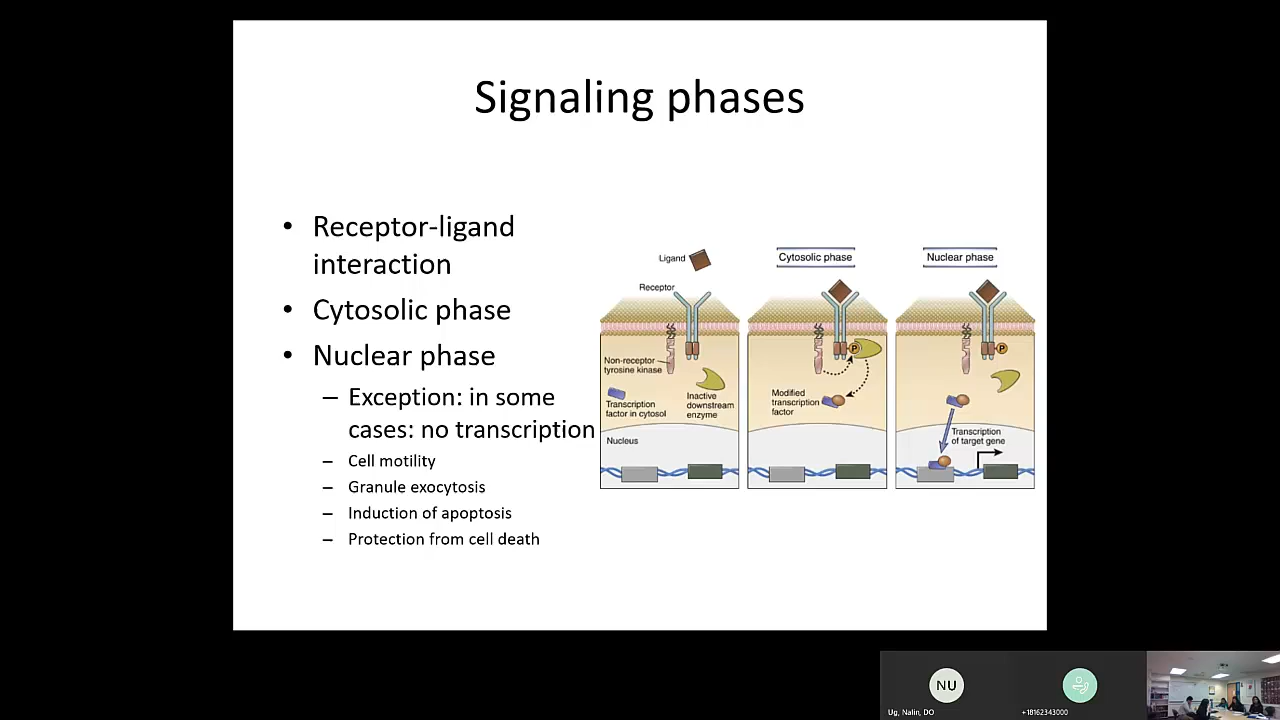 Signaling phases
• Receptor-ligand
interaction
• Cytosolic phase
• Nuclear phase
– Exception: in some
cases: no transcription
– Cell motility
– Granule exocytosis
– Induction of apoptosis
– Protection from cell death
Ligand
Receptor
Non-receptor
tyrosine kinase
Transcription
factor in cytosol
Inactive
downstream
enzyme
Nucleus
Cytosolic phase
P
Modified
transcription
factor
Nuclear phase
P
Transcription
of target gene
NU
Ug, Nalin, DO
+18162343000